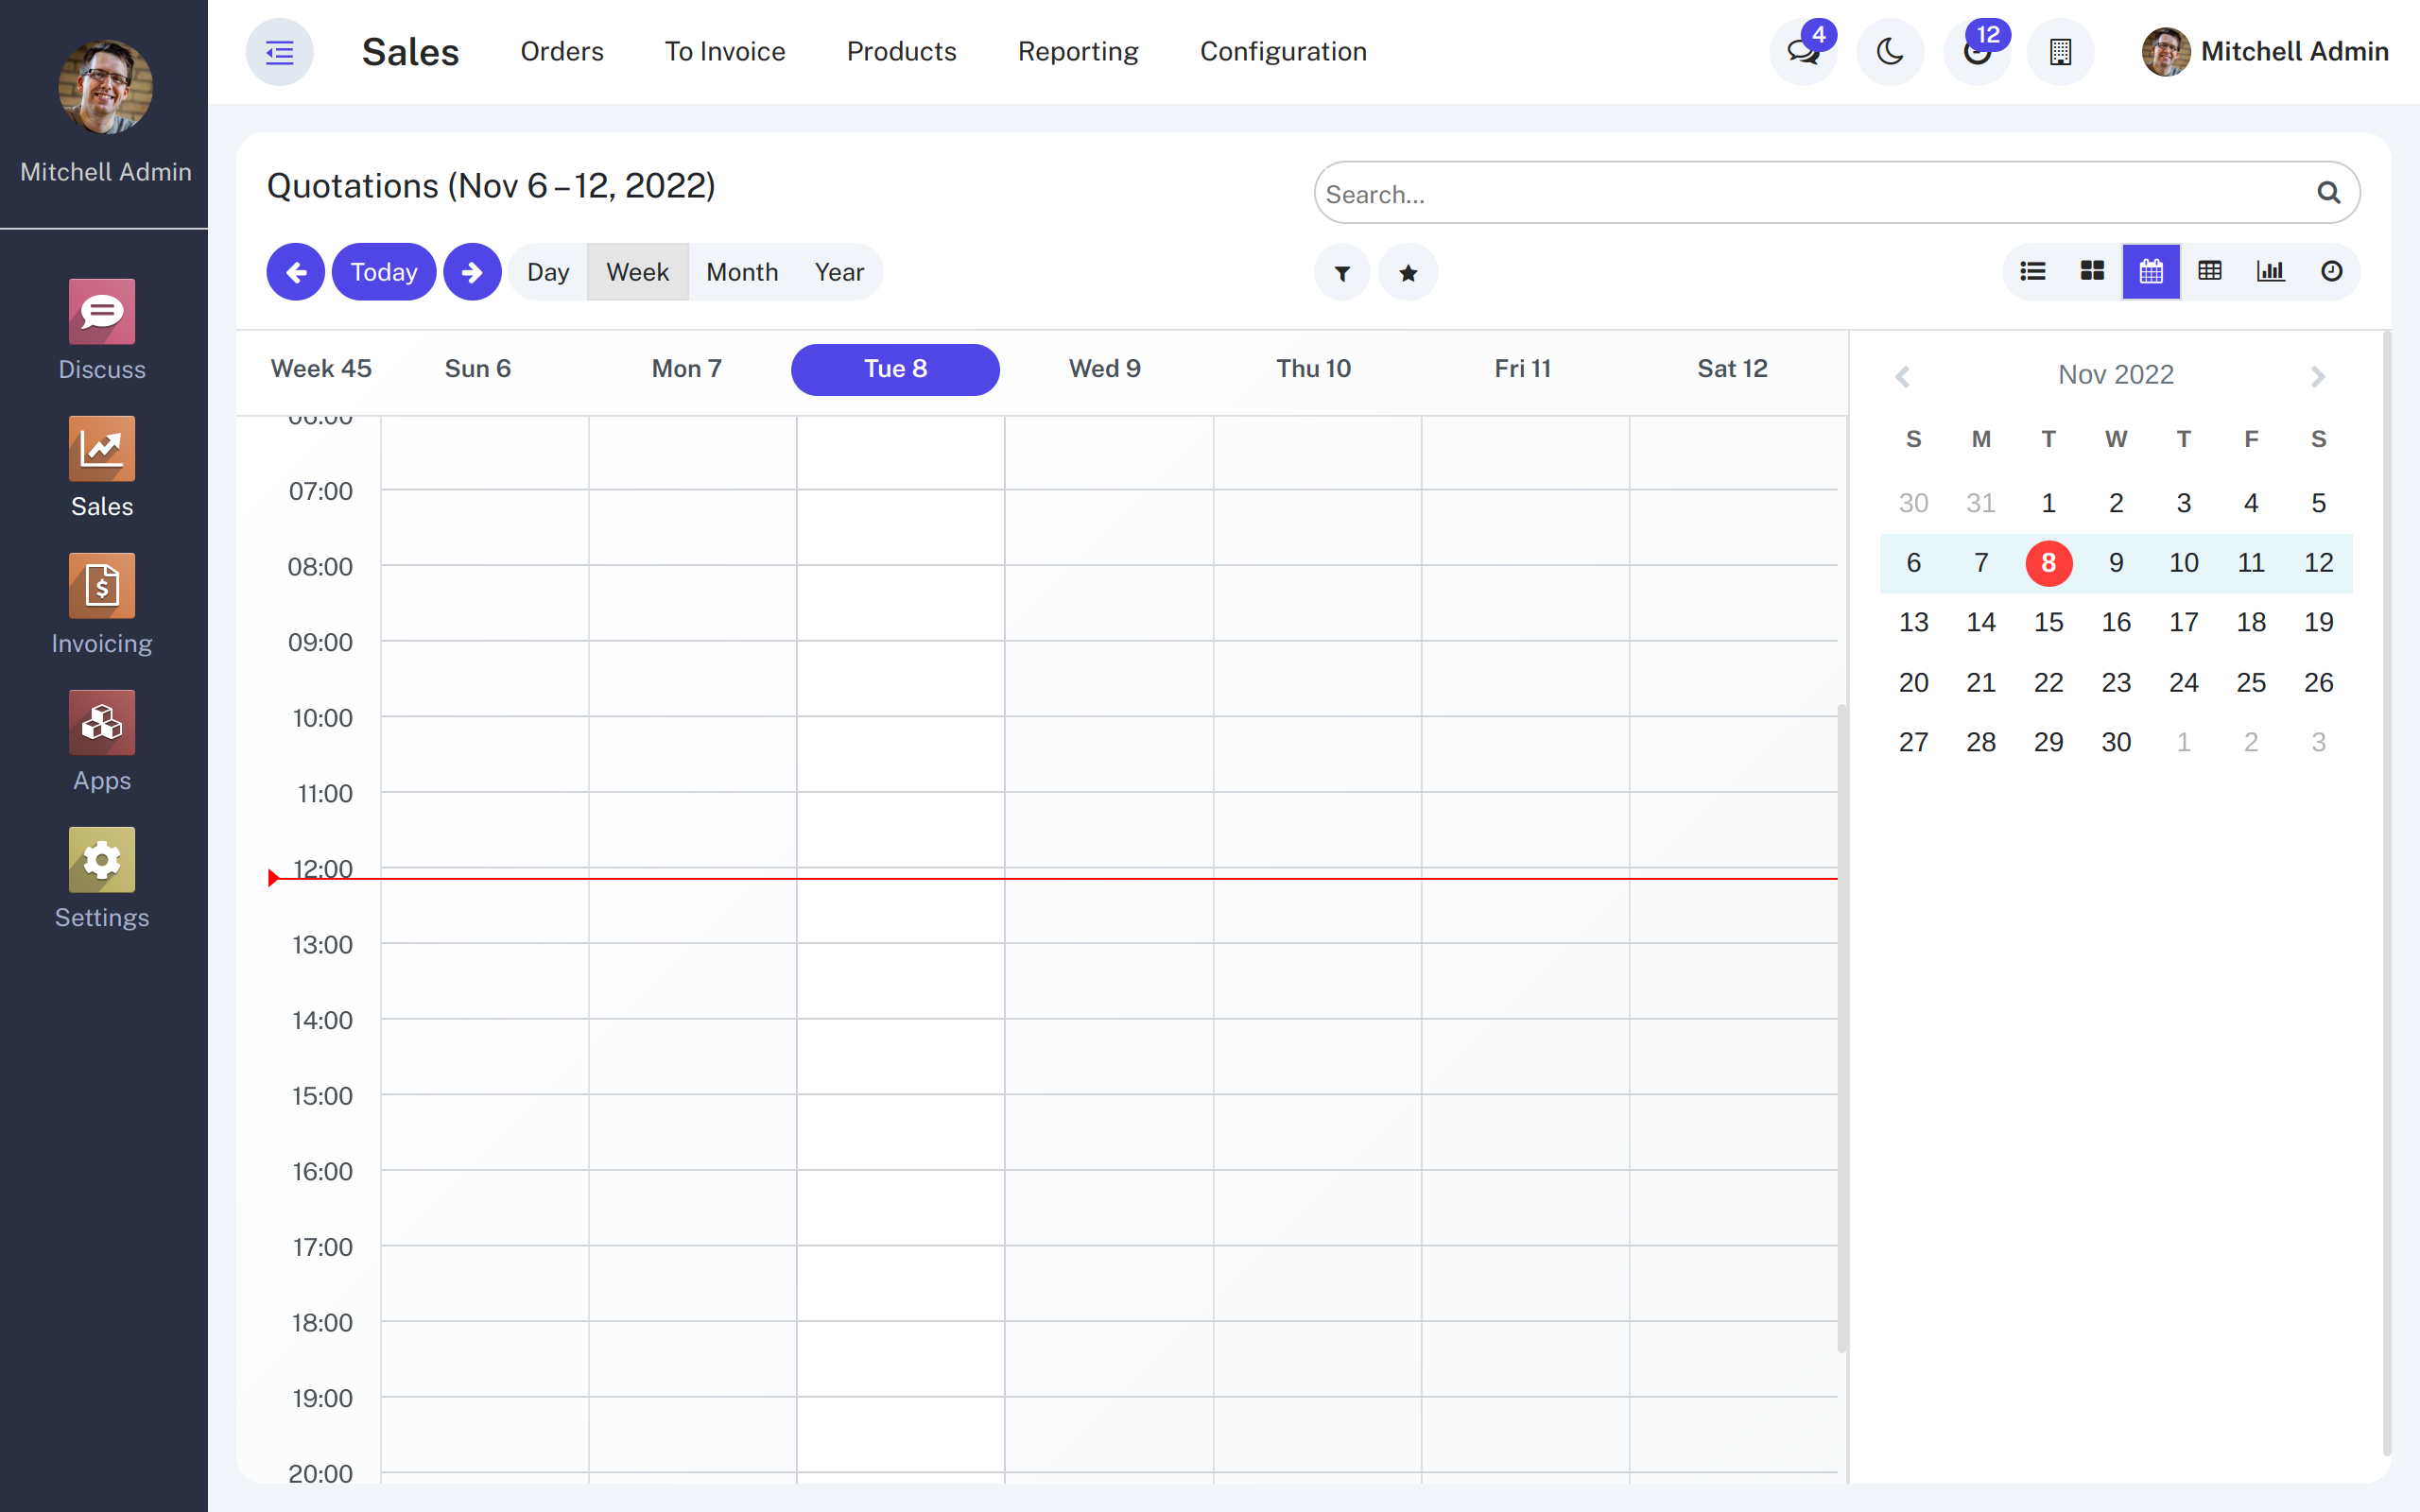 Mitchell Admin
Discuss
Sales
Invoicing
Apps
Settings
Sales Orders To Invoice Products Reporting Configuration 4 12 Mitchell Admin
Quotations (Nov 6 – 12, 2022)
Search...
Today Day Week Month Year
Week 45 Sun 6 Mon 7 Tue 8 Wed 9 Thu 10 Fri 11 Sat 12
06:00
07:00
08:00
09:00
10:00
11:00
12:00
13:00
14:00
15:00
16:00
17:00
18:00
19:00
20:00
Nov 2022
S M T W T F S
30 31 1 2 3 4 5
6 7 8 9 10 11 12
13 14 15 16 17 18 19
20 21 22 23 24 25 26
27 28 29 30 1 2 3